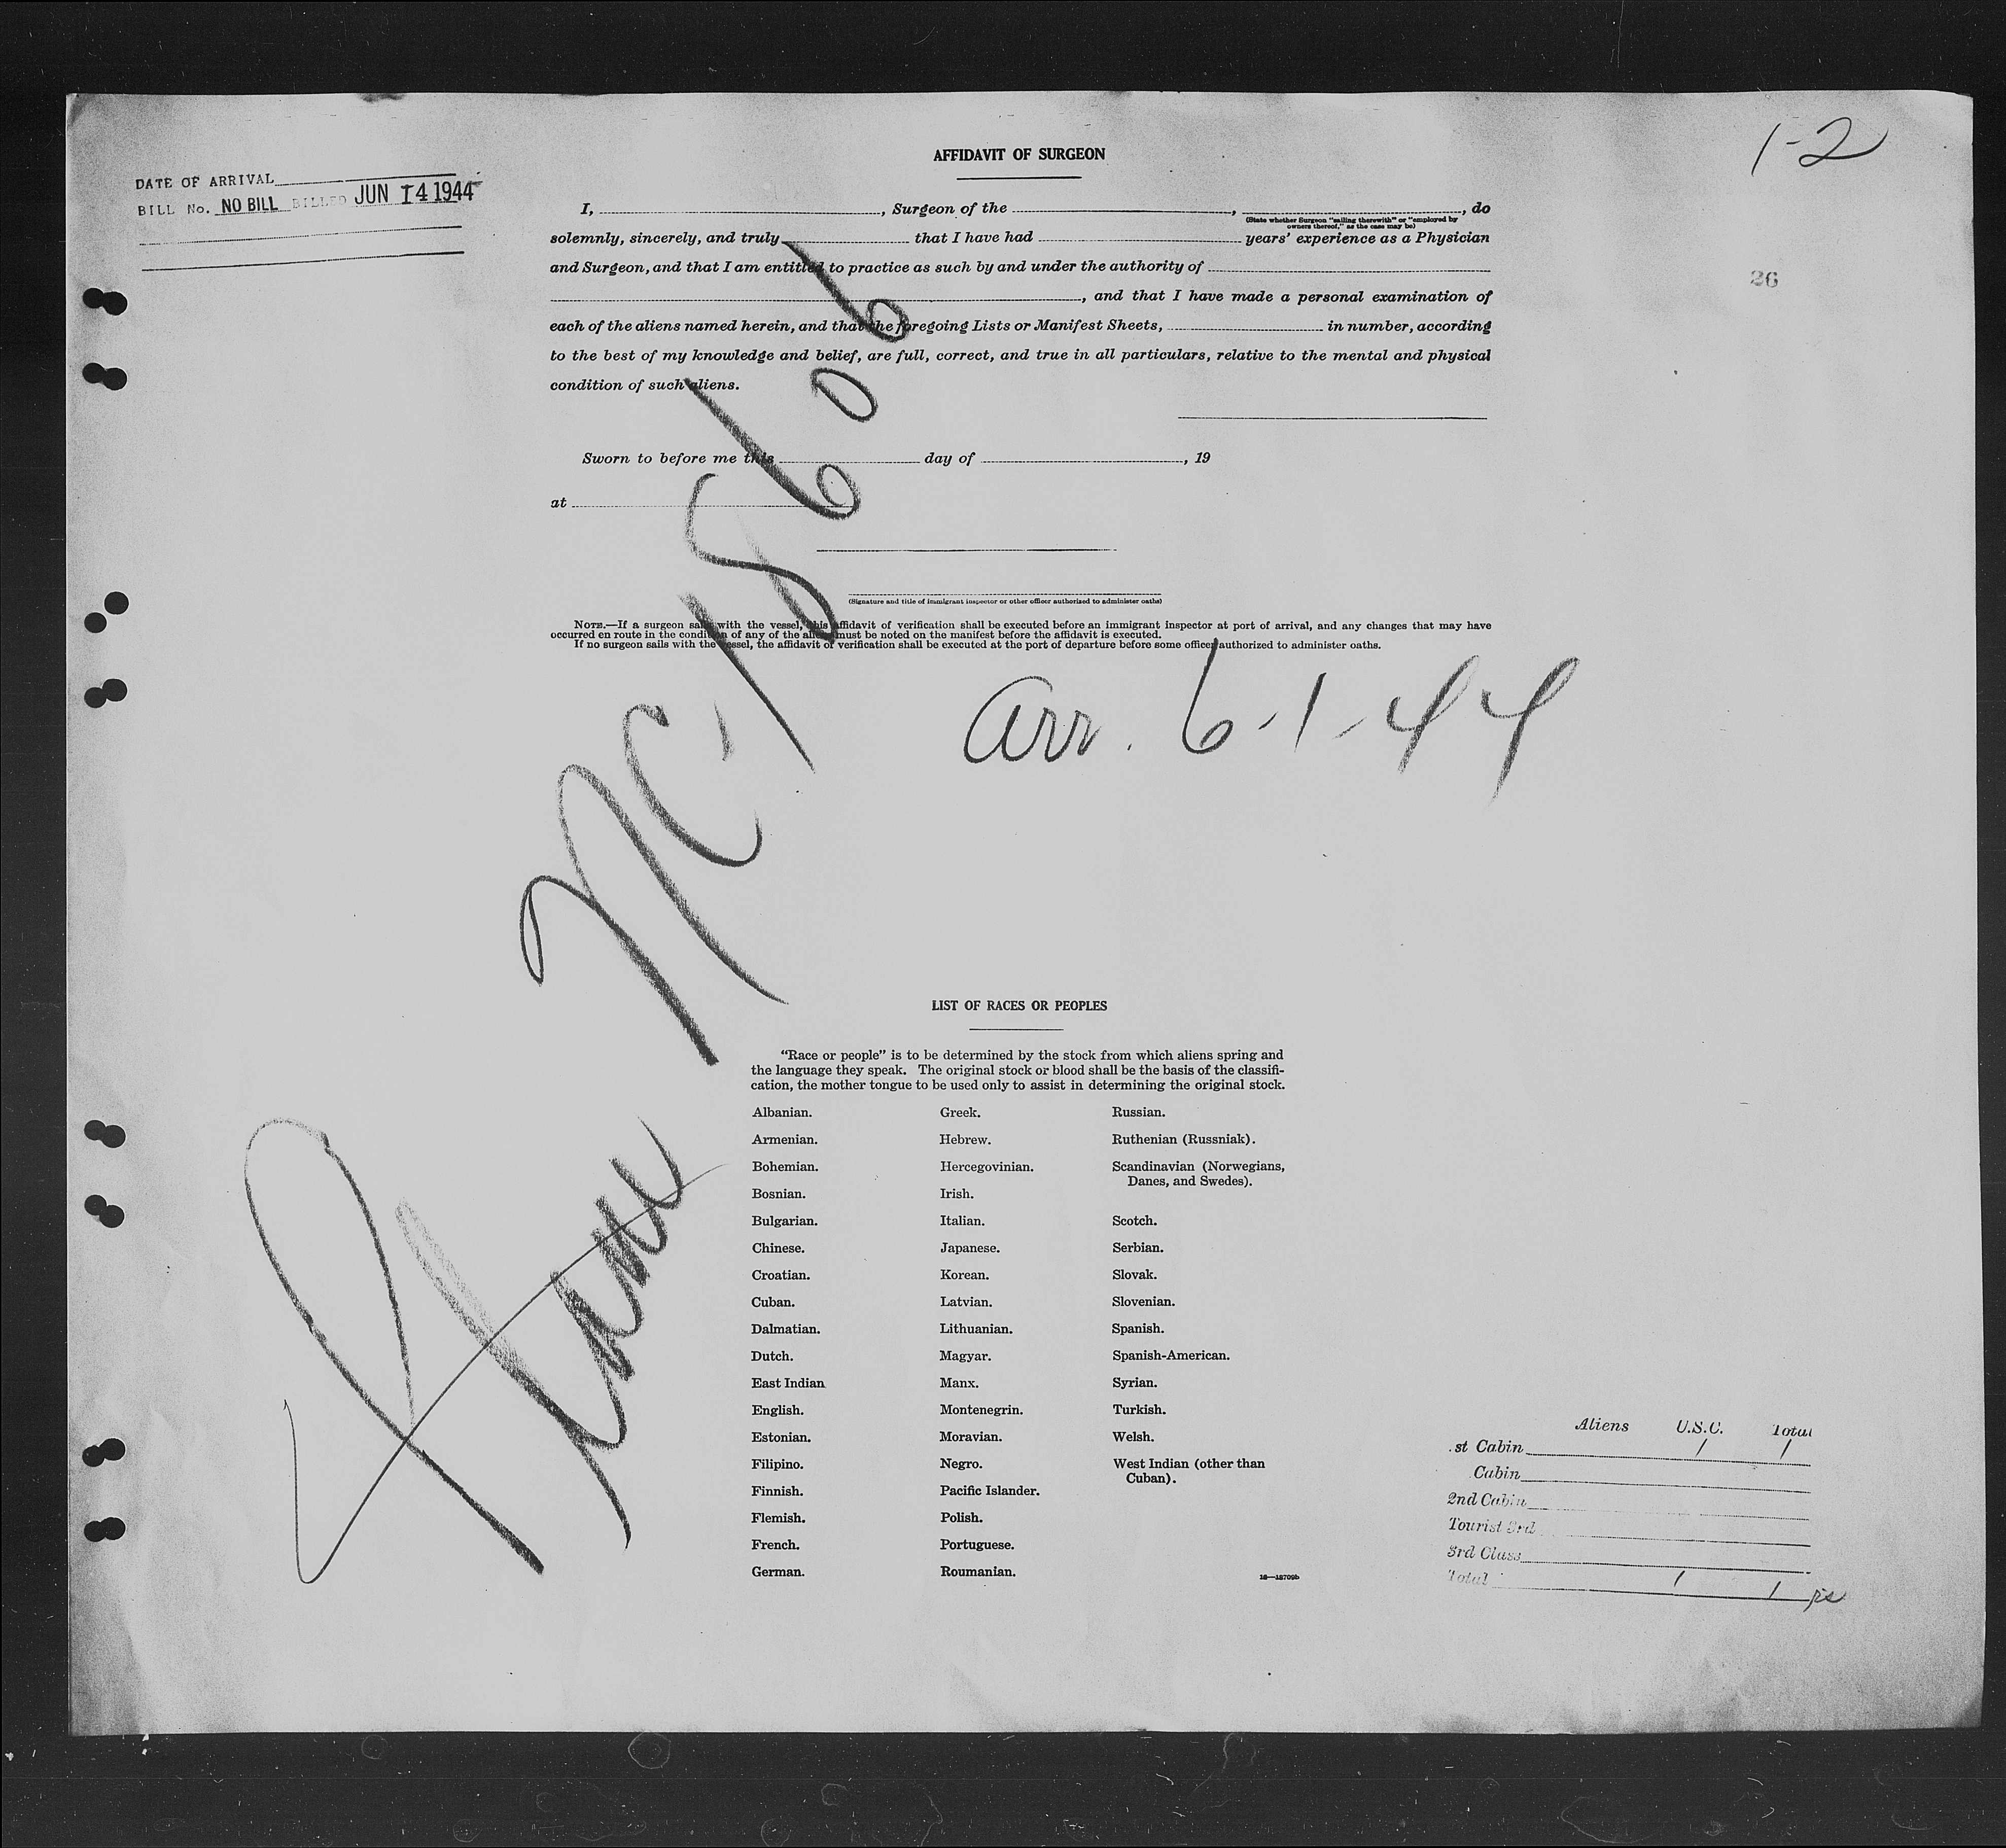 1-2
AFFIDAVIT OF SURGEON
DATE OF ARRIVAL
BILL No. NO BILL BILLED JUN 14 1944
26
I, , Surgeon of the , , do
(State whether Surgeon "sailing therewith" or "employed by
owners thereof," as the case may be)
solemnly, sincerely, and truly that I have had years' experience as a Physician
and Surgeon, and that I am entitled to practice as such by and under the authority of
, and that I have made a personal examination of
each of the aliens named herein, and that the foregoing Lists or Manifest Sheets, in number, according
to the best of my knowledge and belief, are full, correct, and true in all particulars, relative to the mental and physical
condition of such aliens.
Sworn to before me this day of , 19
at
(Signature and title of immigrant inspector or other officer authorized to administer oaths)
NOTE.—If a surgeon sails with the vessel, this affidavit of verification shall be executed before an immigrant inspector at port of arrival, and any changes that may have
occurred en route in the condition of any of the aliens must be noted on the manifest before the affidavit is executed.
If no surgeon sails with the vessel, the affidavit of verification shall be executed at the port of departure before some officer authorized to administer oaths.
Plane NC-18606
arr. 6-1-44
LIST OF RACES OR PEOPLES
"Race or people" is to be determined by the stock from which aliens spring and
the language they speak. The original stock or blood shall be the basis of the classifi-
cation, the mother tongue to be used only to assist in determining the original stock.
Albanian. Greek. Russian.
Armenian. Hebrew. Ruthenian (Russniak).
Bohemian. Hercegovinian. Scandinavian (Norwegians,
Danes, and Swedes).
Bosnian. Irish.
Bulgarian. Italian. Scotch.
Chinese. Japanese. Serbian.
Croatian. Korean. Slovak.
Cuban. Latvian. Slovenian.
Dalmatian. Lithuanian. Spanish.
Dutch. Magyar. Spanish-American.
East Indian Manx. Syrian.
English. Montenegrin. Turkish.
Estonian. Moravian. Welsh.
Filipino. Negro. West Indian (other than
Cuban).
Finnish. Pacific Islander.
Flemish. Polish.
French. Portuguese.
German. Roumanian.
16—18709b
Aliens U.S.C. Total
st Cabin 1 1
Cabin
2nd Cabin
Tourist 3rd
3rd Class
Total 1 1